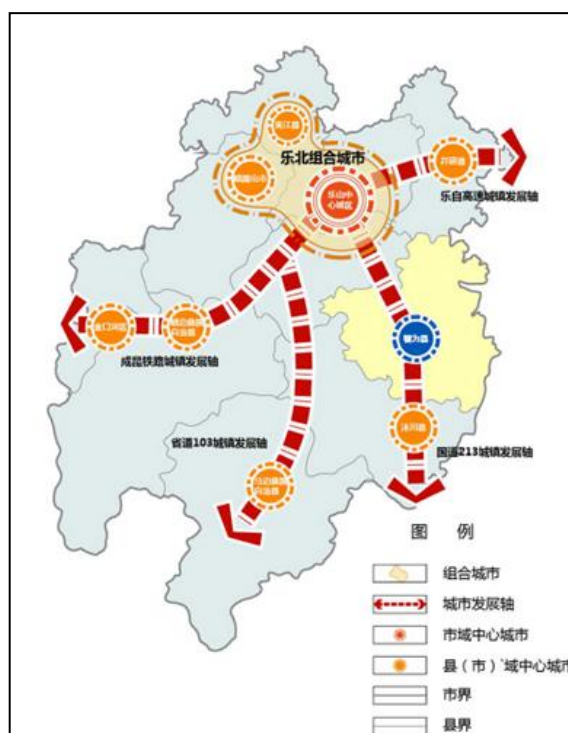 夹江县
乐北组合城市
峨眉山市
乐山中
心城区
井研县
乐自高速城镇发展轴
金口河区
峨边彝族
自治县
犍为县
成昆铁路城镇发展轴
沐川县
省道103城镇发展轴
国道213城镇发展轴
马边彝族
自治县
图 例
组合城市
城市发展轴
市域中心城市
县（市）域中心城市
市界
县界